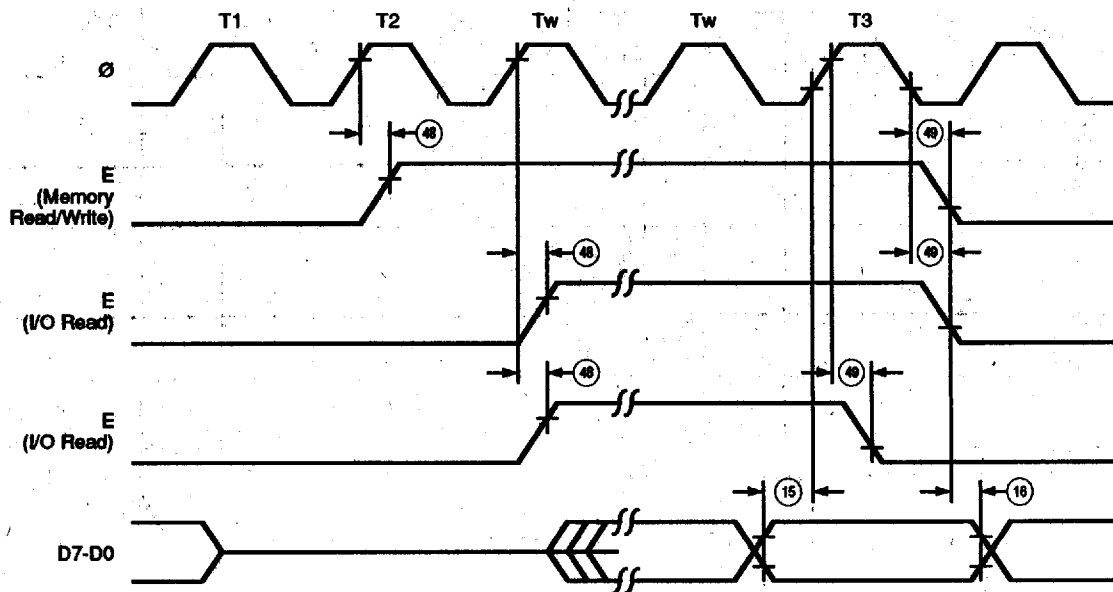 T1 T2 Tw Tw T3
Ø
48 49
E
(Memory
Read/Write)
48 49
E
(I/O Read)
48 49
E
(I/O Read)
15 16
D7-D0